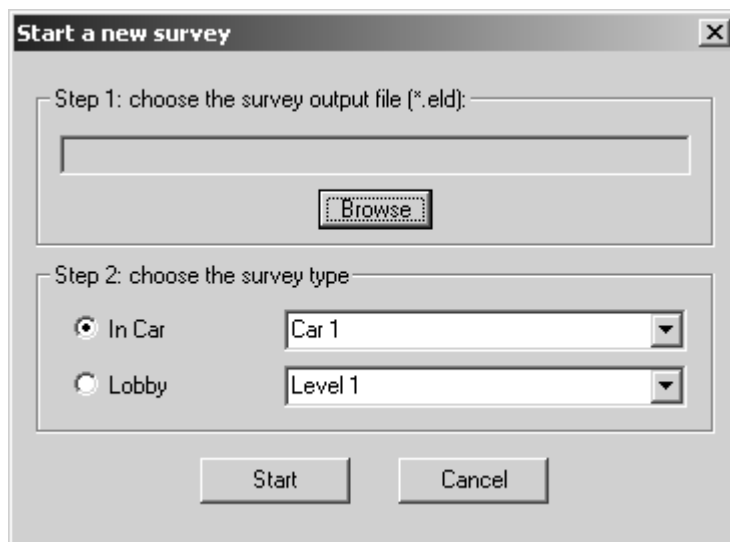 Start a new survey
Step 1: choose the survey output file (*.eld):
Browse
Step 2: choose the survey type
In Car Car 1
Lobby Level 1
Start Cancel